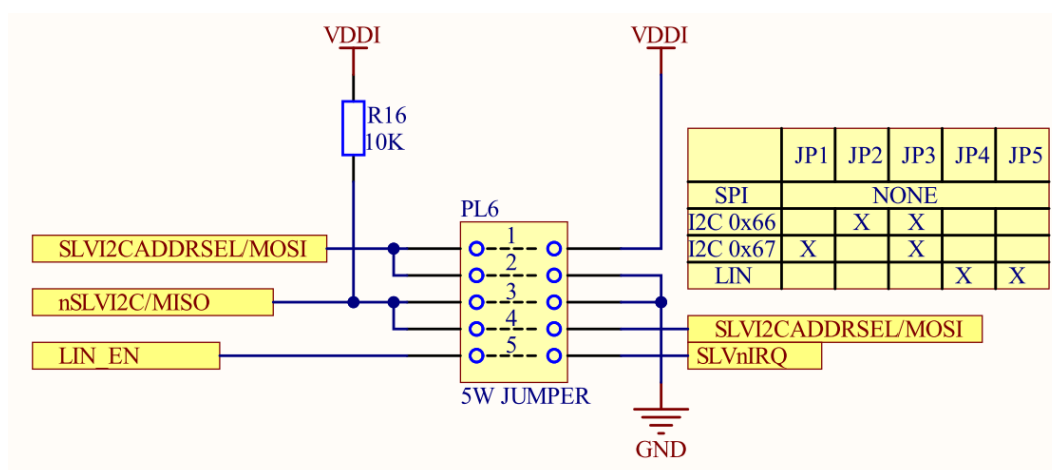 VDDI
VDDI
R16
10K
JP1 JP2 JP3 JP4 JP5
SPI NONE
I2C 0x66 X X
I2C 0x67 X X
LIN X X
PL6
SLVI2CADDRSEL/MOSI
1
2
nSLVI2C/MISO
3
4
SLVI2CADDRSEL/MOSI
LIN_EN
5
SLVnIRQ
5W JUMPER
GND